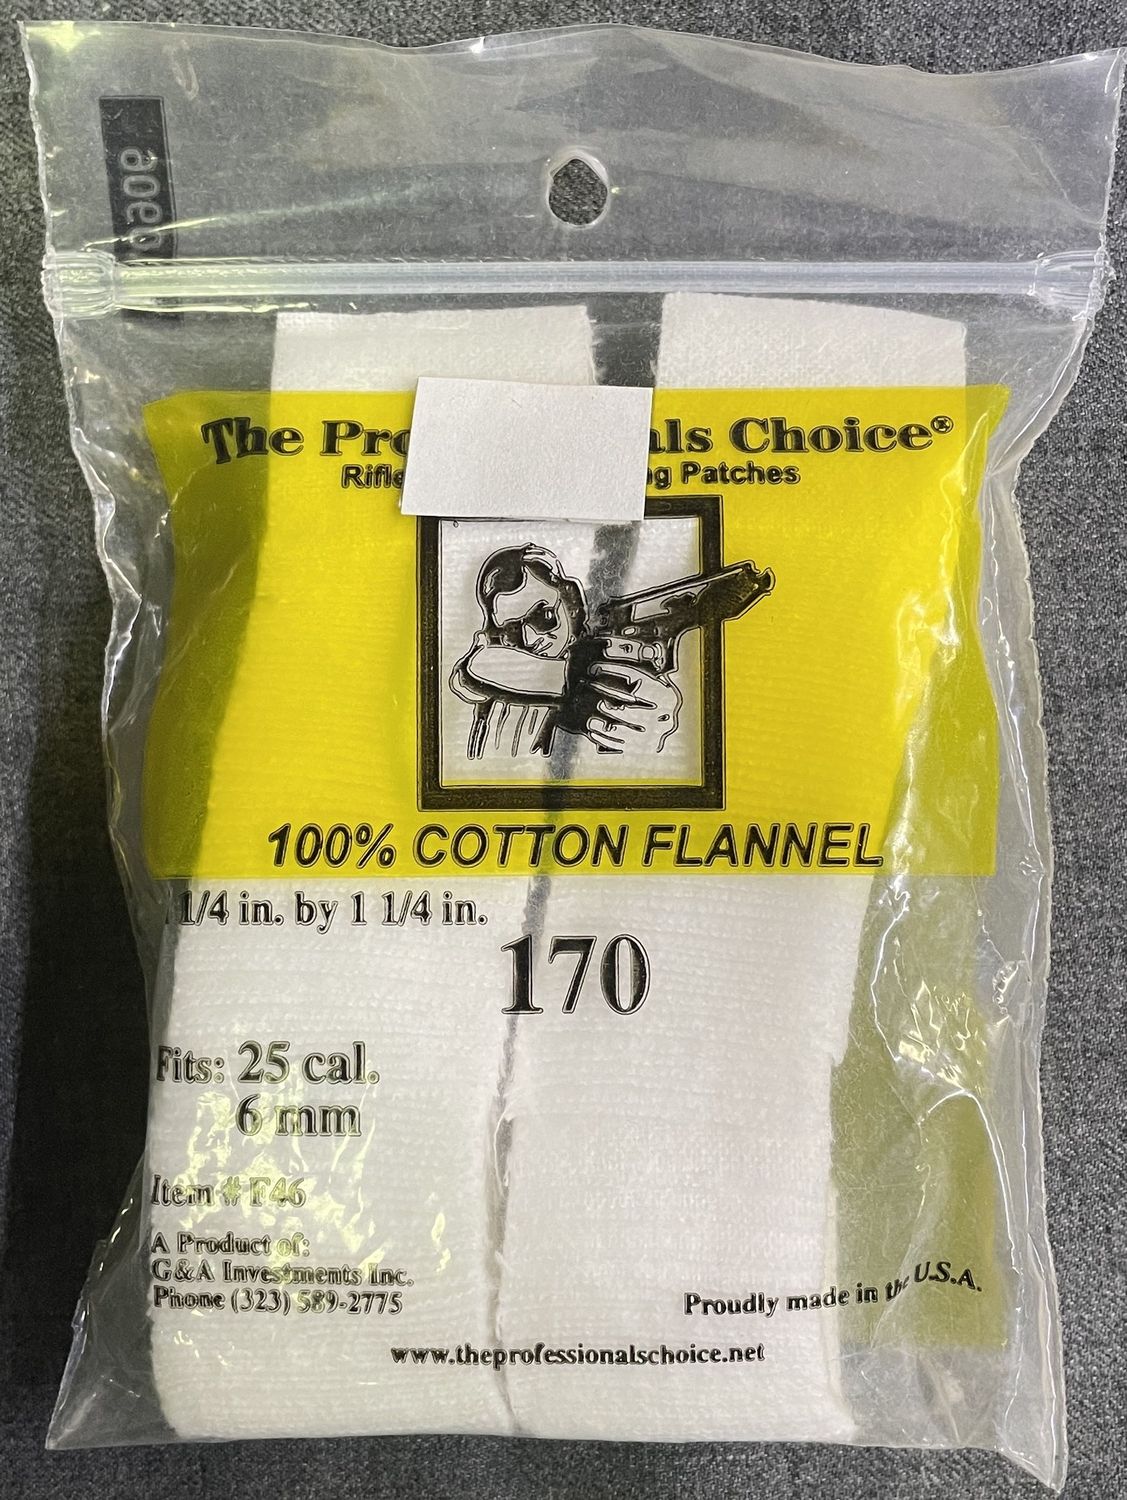 The Pro als Choice®
Rifle g Patches
100% COTTON FLANNEL
1/4 in. by 1 1/4 in.
170
Fits: 25 cal.
6 mm
Item # F46
A Product of:
G&A Investments Inc.
Phone (323) 589-2775
Proudly made in the U.S.A.
www.theprofessionalschoice.net